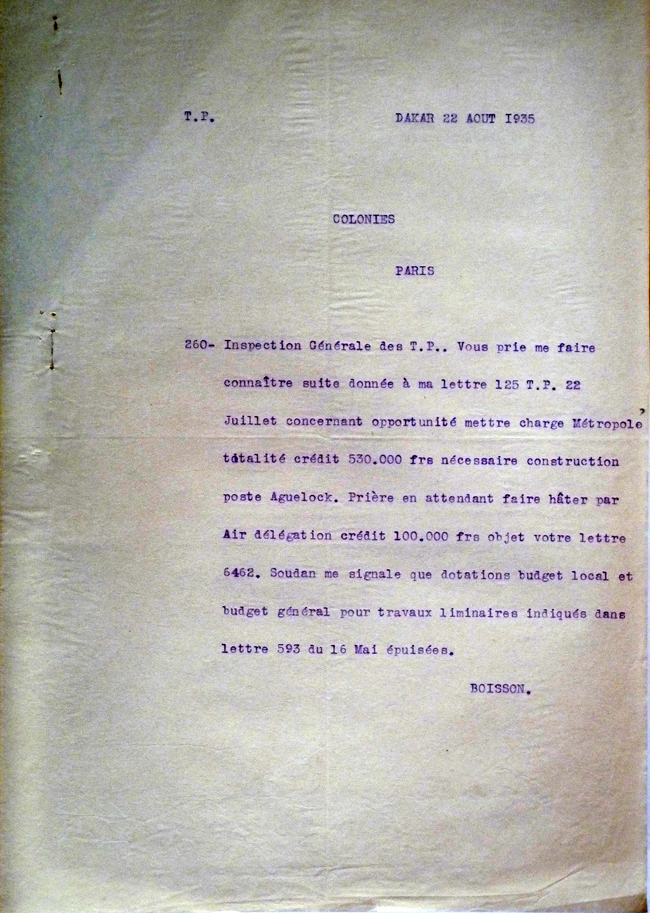 T.P.
DAKAR 22 AOUT 1935
COLONIES
PARIS
260- Inspection Générale des T.P.. Vous prie me faire
connaître suite donnée à ma lettre 125 T.P. 22
Juillet concernant opportunité mettre charge Métropole
totalité crédit 530.000 frs nécessaire construction
poste Aguelock. Prière en attendant faire hâter par
Air délégation crédit 100.000 frs objet votre lettre
6462. Soudan me signale que dotations budget local et
budget général pour travaux liminaires indiqués dans
lettre 593 du 16 Mai épuisées.
BOISSON.